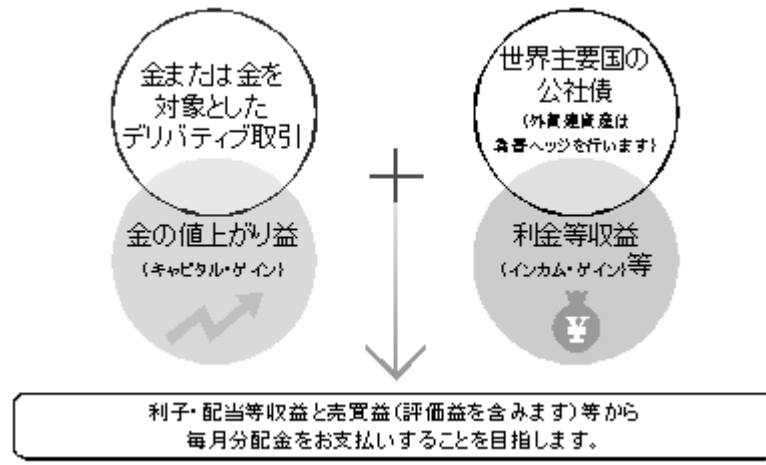 金または金を
対象とした
デリバティブ取引
世界主要国の
公社債
(外貨建資産は
為替ヘッジを行います)
+
金の値上がり益
(キャピタル・ゲイン)
利金等収益
(インカム・ゲイン)等
¥
利子・配当等収益と売買益(評価益を含みます)等から
毎月分配金をお支払いすることを目指します。